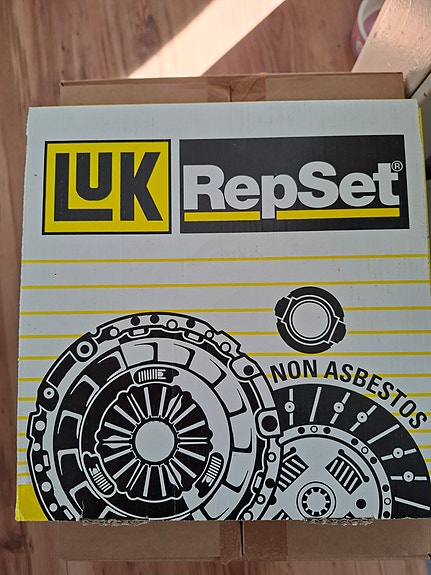 LUK
RepSet®
NON ASBESTOS